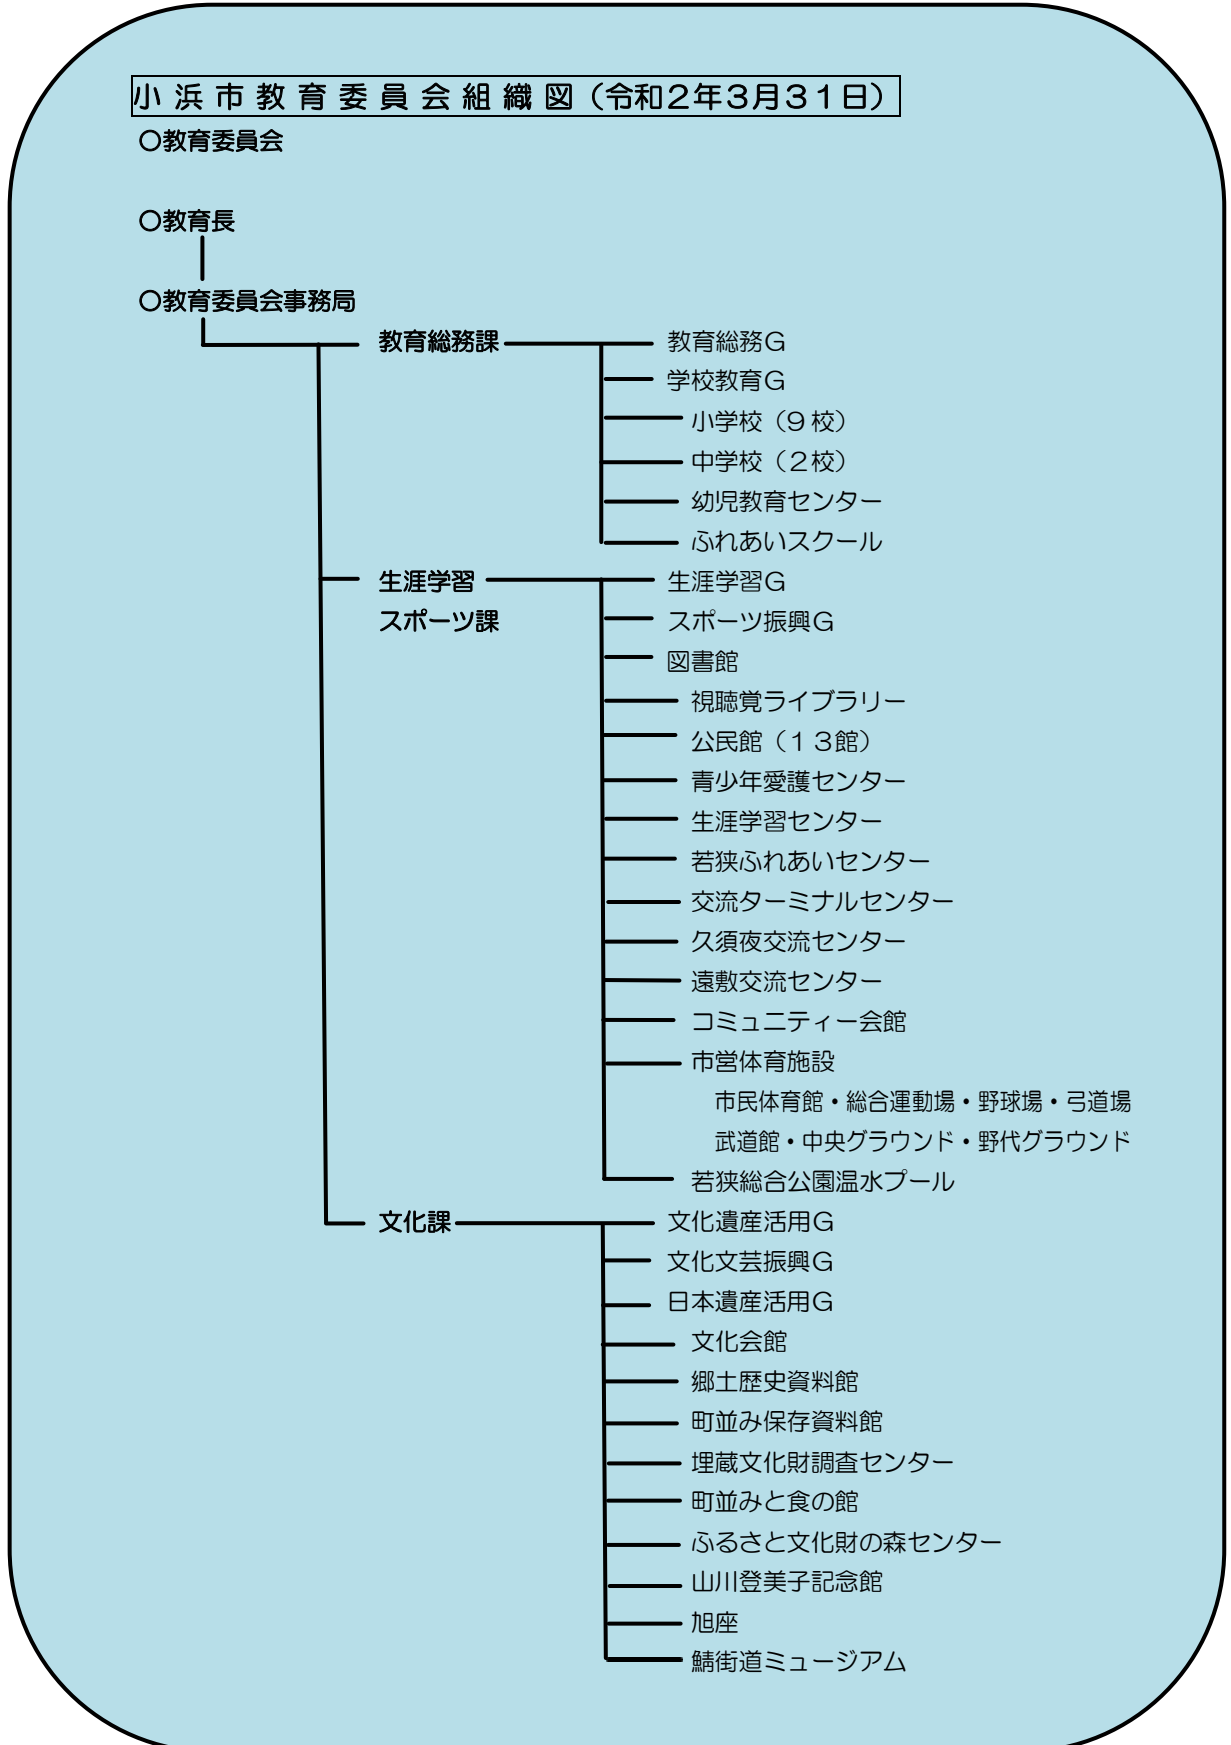 小浜市教育委員会組織図（令和２年３月３１日）
〇教育委員会
〇教育長
〇教育委員会事務局
教育総務課 教育総務Ｇ
学校教育Ｇ
小学校（９校）
中学校（２校）
幼児教育センター
ふれあいスクール
生涯学習 生涯学習Ｇ
スポーツ課 スポーツ振興Ｇ
図書館
視聴覚ライブラリー
公民館（１３館）
青少年愛護センター
生涯学習センター
若狭ふれあいセンター
交流ターミナルセンター
久須夜交流センター
遠敷交流センター
コミュニティー会館
市営体育施設
市民体育館・総合運動場・野球場・弓道場
武道館・中央グラウンド・野代グラウンド
若狭総合公園温水プール
文化課 文化遺産活用Ｇ
文化文芸振興Ｇ
日本遺産活用Ｇ
文化会館
郷土歴史資料館
町並み保存資料館
埋蔵文化財調査センター
町並みと食の館
ふるさと文化財の森センター
山川登美子記念館
旭座
鯖街道ミュージアム